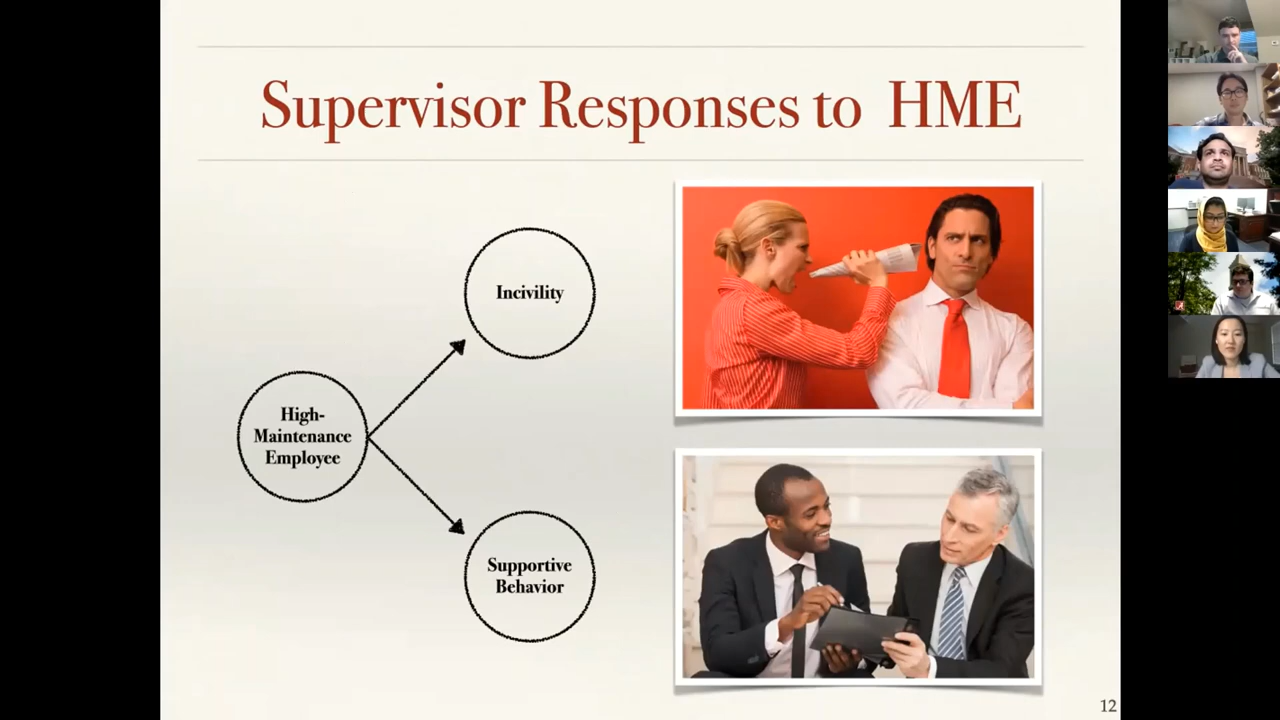 Supervisor Responses to HME
Incivility
High-
Maintenance
Employee
Supportive
Behavior
12